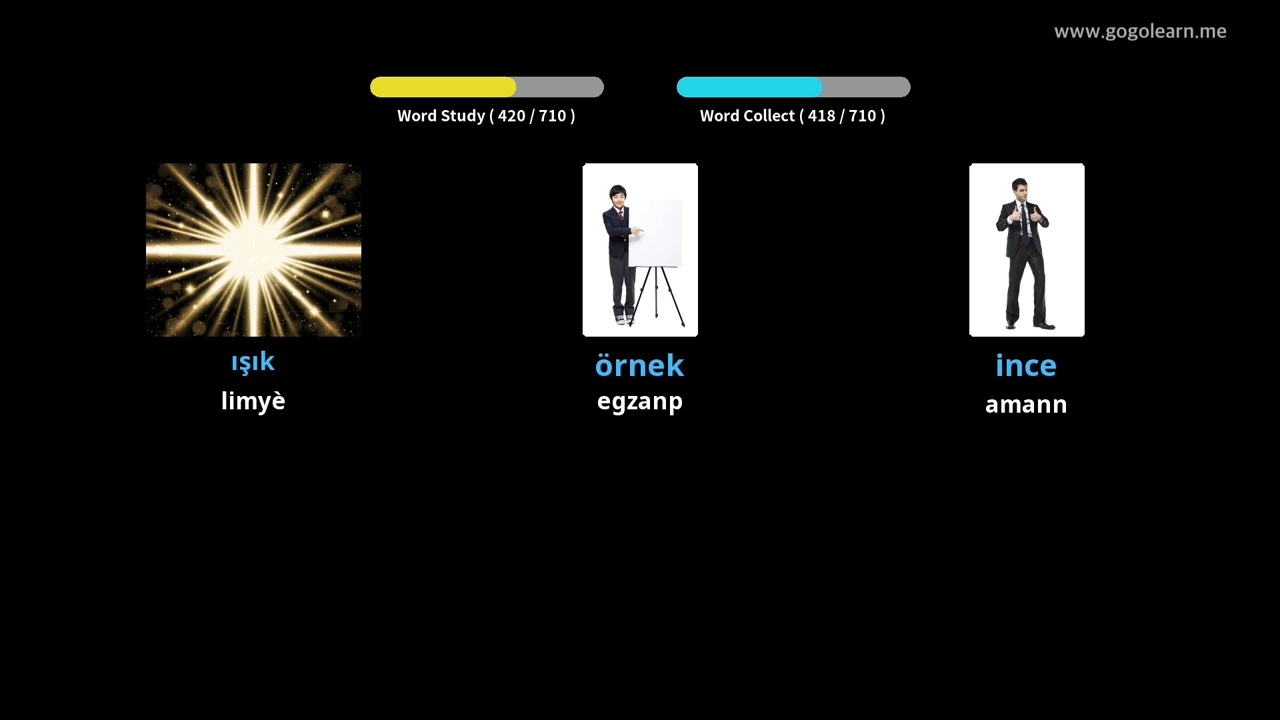 www.gogolearn.me
Word Study ( 420 / 710 )
Word Collect ( 418 / 710 )
ışık
örnek
ince
limyè
egzanp
amann